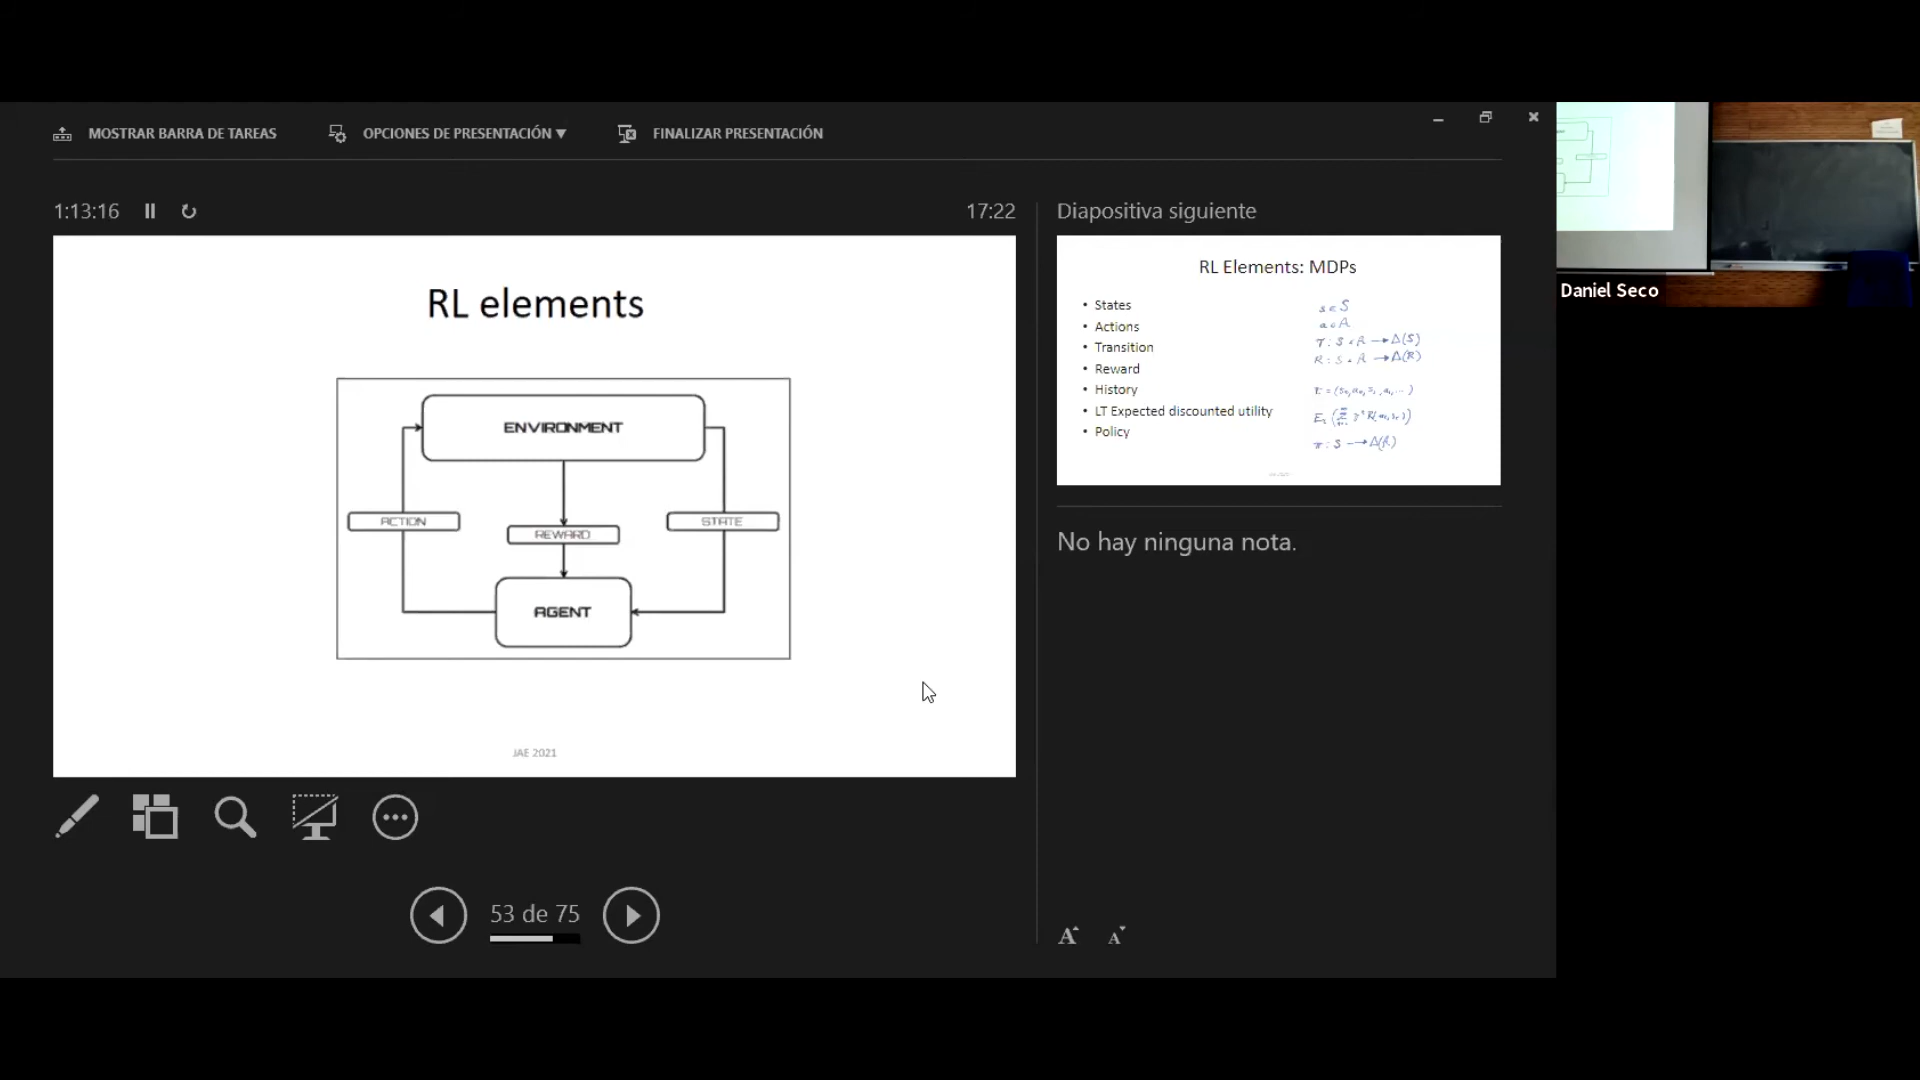 MOSTRAR BARRA DE TAREAS
OPCIONES DE PRESENTACIÓN ▼
FINALIZAR PRESENTACIÓN
1:13:16
17:22
RL elements
ENVIRONMENT
ACTION
REWARD
STATE
AGENT
JAE 2021
53 de 75
Diapositiva siguiente
RL Elements: MDPs
• States s ∈ S
• Actions a ∈ A
• Transition
• Reward
• History
• LT Expected discounted utility
• Policy
No hay ninguna nota.
A A
Daniel Seco